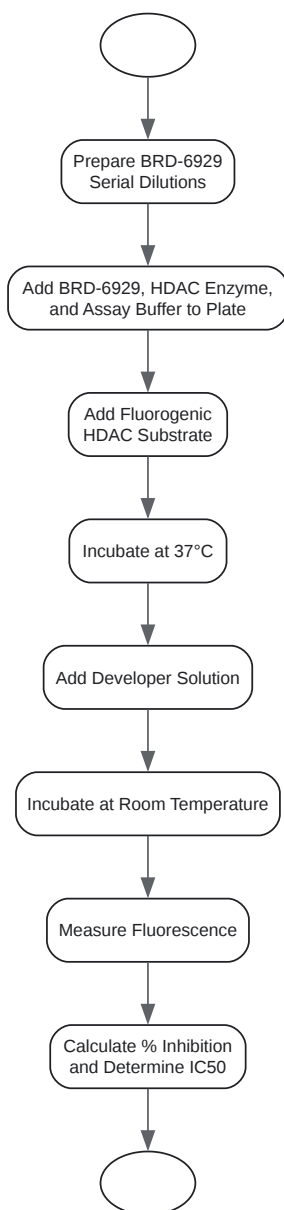 Prepare BRD-6929
Serial Dilutions
Add BRD-6929, HDAC Enzyme,
and Assay Buffer to Plate
Add Fluorogenic
HDAC Substrate
Incubate at 37°C
Add Developer Solution
Incubate at Room Temperature
Measure Fluorescence
Calculate % Inhibition
and Determine IC50